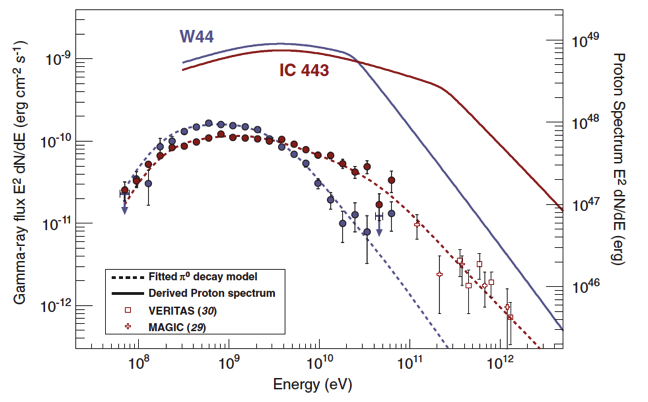 W44
IC 443
Gamma-ray flux E² dN/dE (erg cm⁻² s⁻¹)
10⁻⁹
10⁻¹⁰
10⁻¹¹
10⁻¹²
Proton Spectrum E² dN/dE (erg)
10⁴⁹
10⁴⁸
10⁴⁷
10⁴⁶
Fitted π⁰ decay model
Derived Proton spectrum
VERITAS (30)
MAGIC (29)
10⁸ 10⁹ 10¹⁰ 10¹¹ 10¹²
Energy (eV)